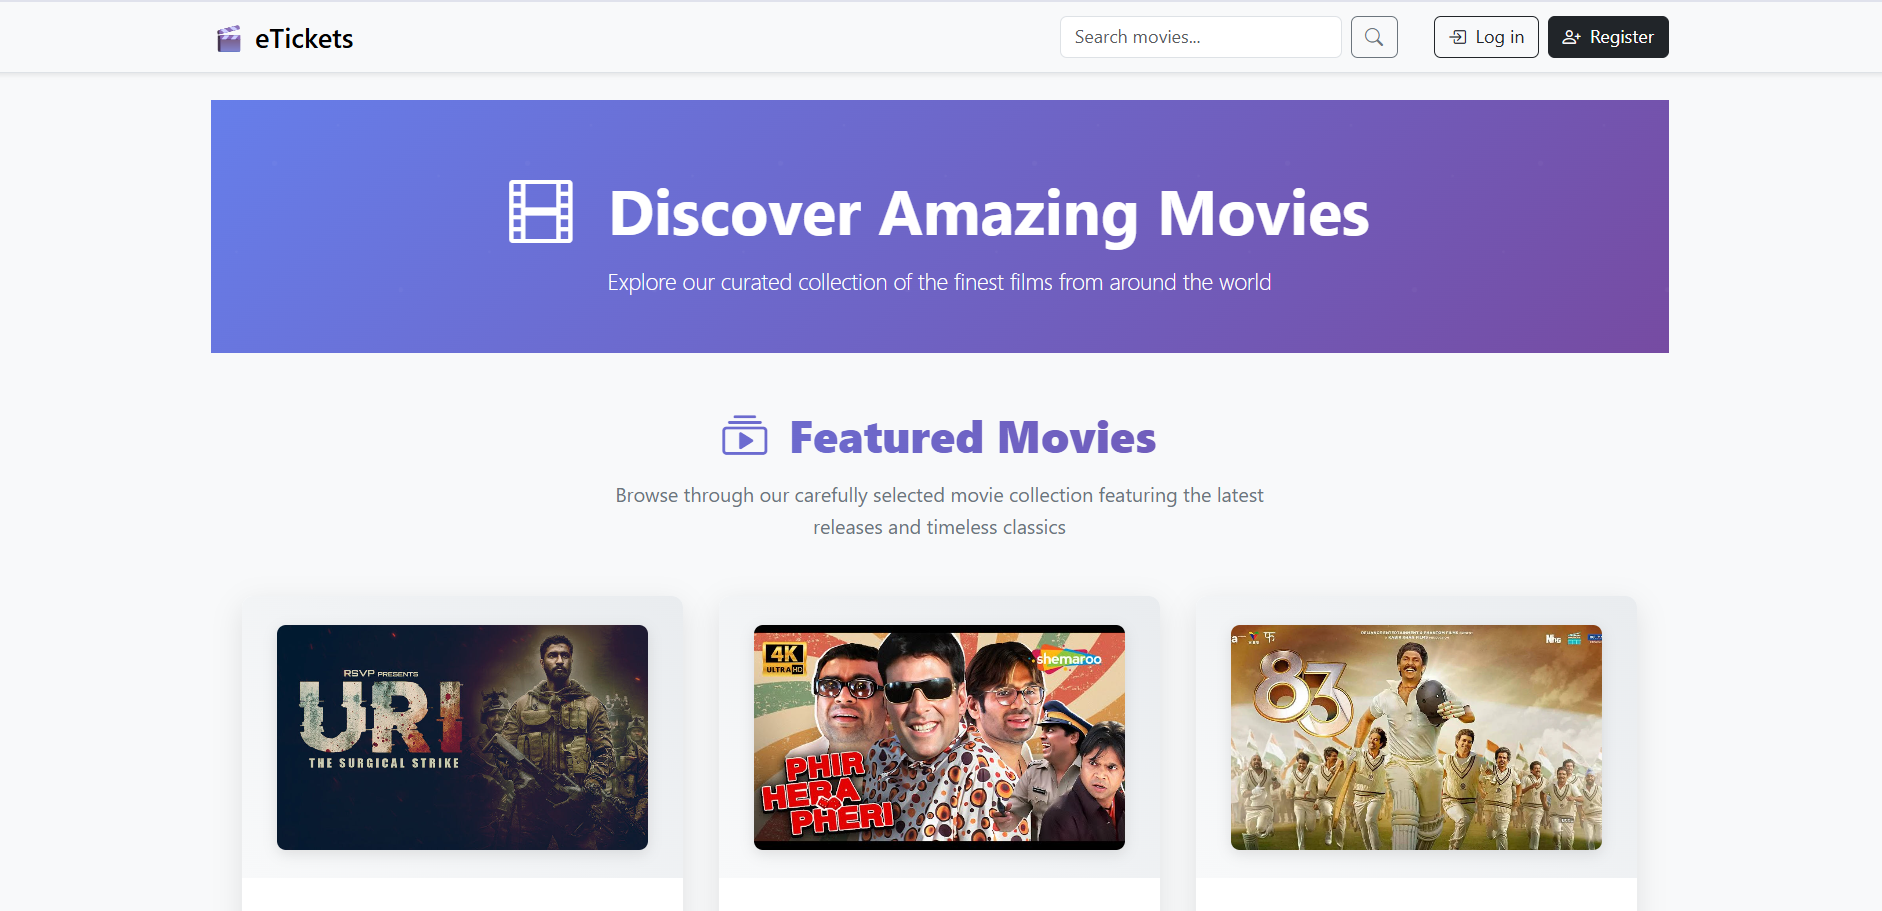 eTickets
Search movies...
Log in
Register
Discover Amazing Movies
Explore our curated collection of the finest films from around the world
Featured Movies
Browse through our carefully selected movie collection featuring the latest
releases and timeless classics
RSVP PRESENTS
URI
THE SURGICAL STRIKE
4K
ULTRA HD
shemaroo
PHIR
HERA
PHERI
83